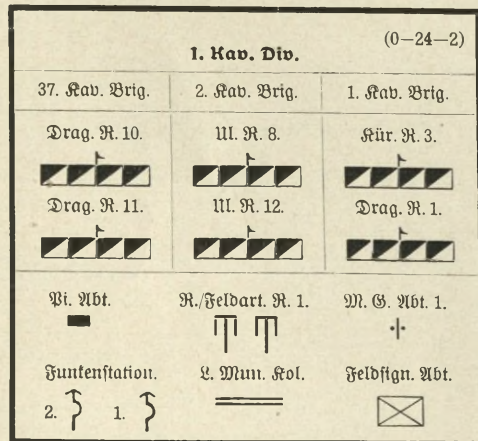 (0—24—2)
1. Kav. Div.
37. Kav. Brig. 2. Kav. Brig. 1. Kav. Brig.
Drag. R. 10. Ul. R. 8. Kür. R. 3.
Drag. R. 11. Ul. R. 12. Drag. R. 1.
Pi. Abt. R./Feldart. R. 1. M. G. Abt. 1.
Funkenstation. L. Mun. Kol. Feldsign. Abt.
2. 1.